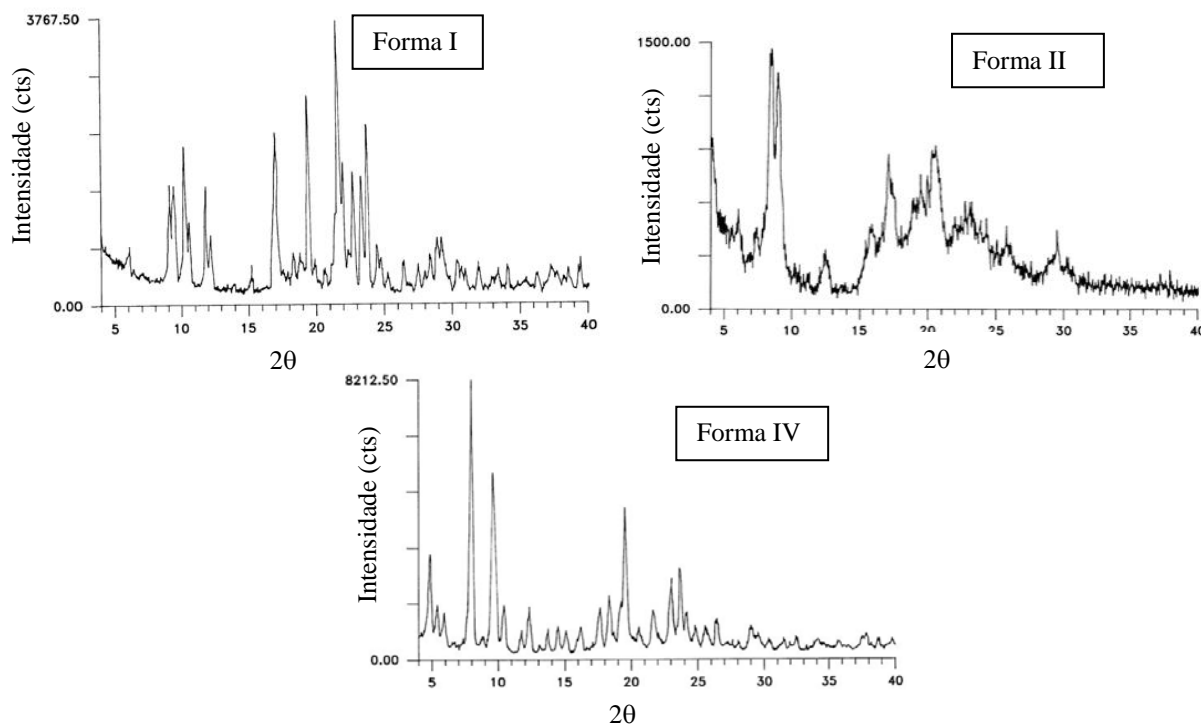 3767.50
Forma I
Intensidade (cts)
0.00
5 10 15 20 25 30 35 40
2θ
1500.00
Forma II
Intensidade (cts)
0.00
5 10 15 20 25 30 35 40
2θ
8212.50
Forma IV
Intensidade (cts)
0.00
5 10 15 20 25 30 35 40
2θ